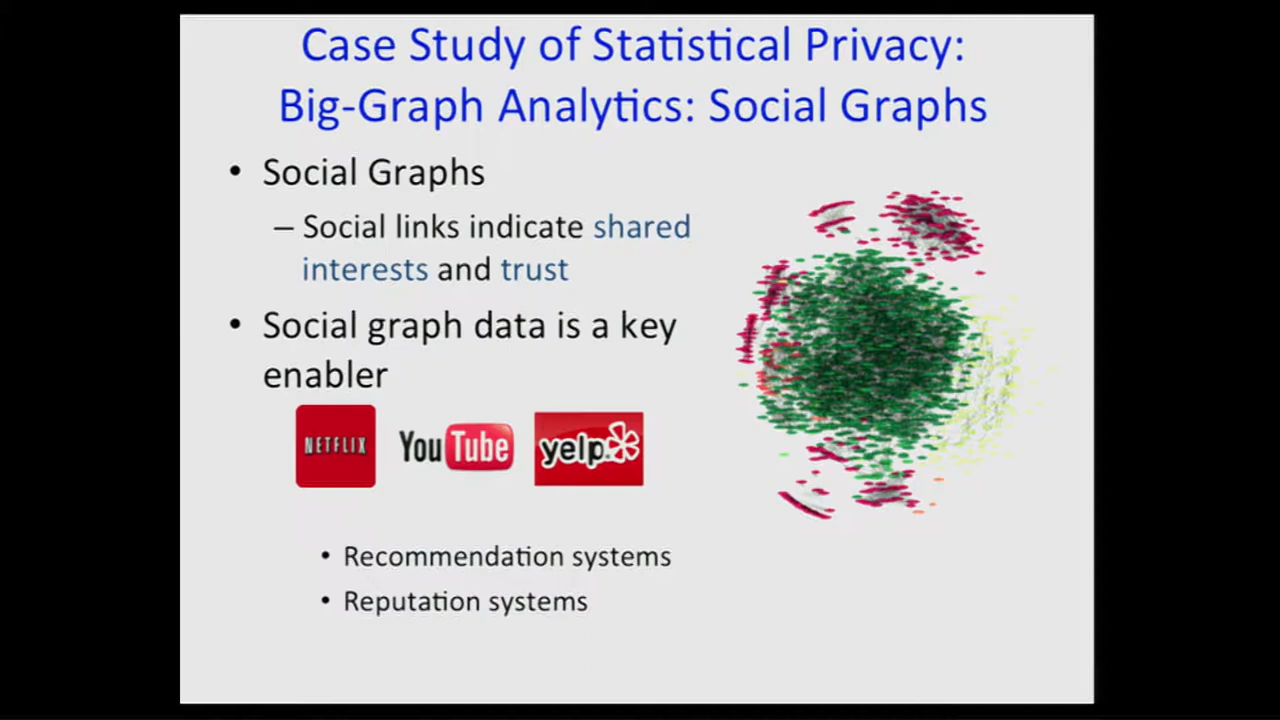 Case Study of Statistical Privacy:
Big-Graph Analytics: Social Graphs
• Social Graphs
– Social links indicate shared
interests and trust
• Social graph data is a key
enabler
NETFLIX
YouTube
yelp
• Recommendation systems
• Reputation systems